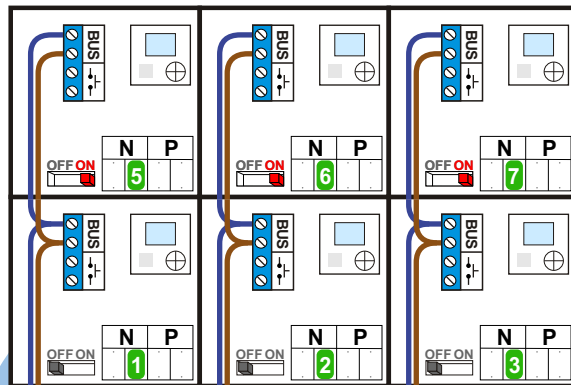 BUS BUS BUS
N P N P N P
OFF ON OFF ON OFF ON
5 6 7
BUS BUS BUS
N P N P N P
OFF ON OFF ON OFF ON
1 2 3